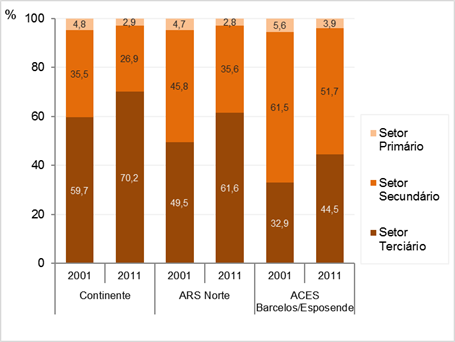 %
100
80
60
40
20
0
4,8 2,9 4,7 2,8 5,6 3,9
35,5 26,9 45,8 35,6 61,5 51,7
59,7 70,2 49,5 61,6 32,9 44,5
2001 2011 2001 2011 2001 2011
Continente ARS Norte ACES
Barcelos/Esposende
Setor
Primário
Setor
Secundário
Setor
Terciário